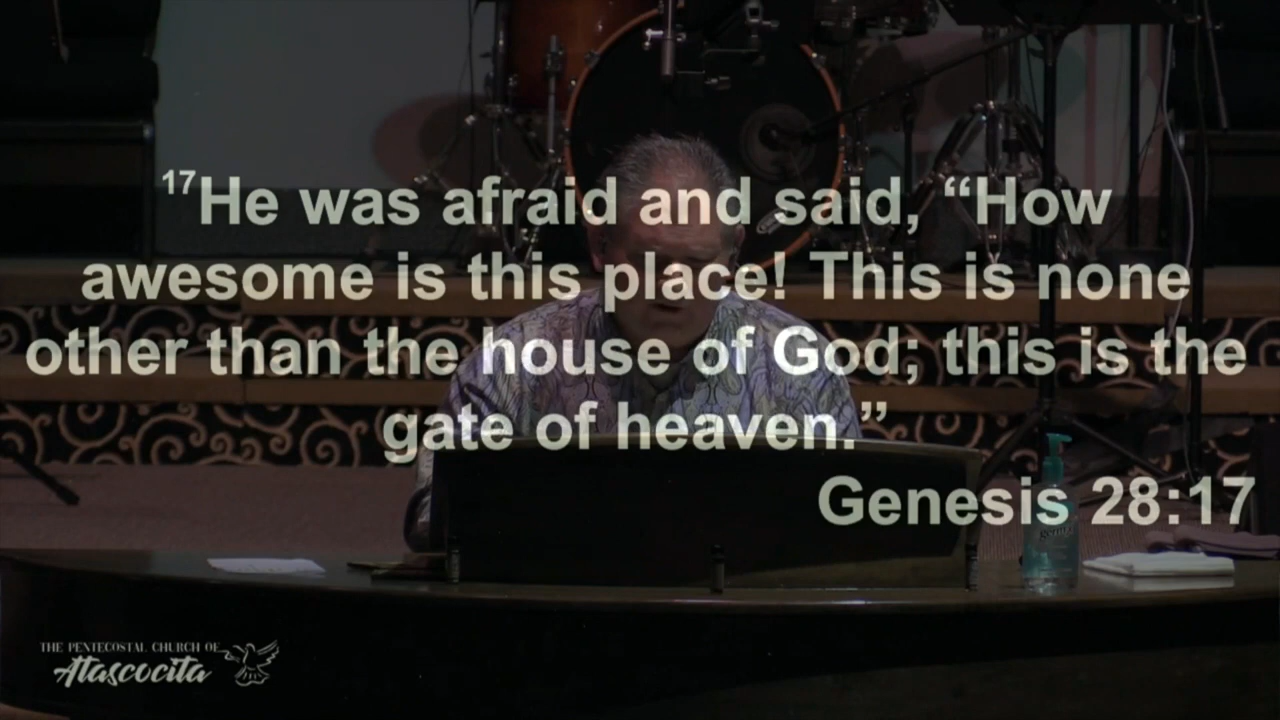 17He was afraid and said, “How
awesome is this place! This is none
other than the house of God; this is the
gate of heaven.”
Genesis 28:17
germ-x
THE PENTECOSTAL CHURCH OF
Atascocita